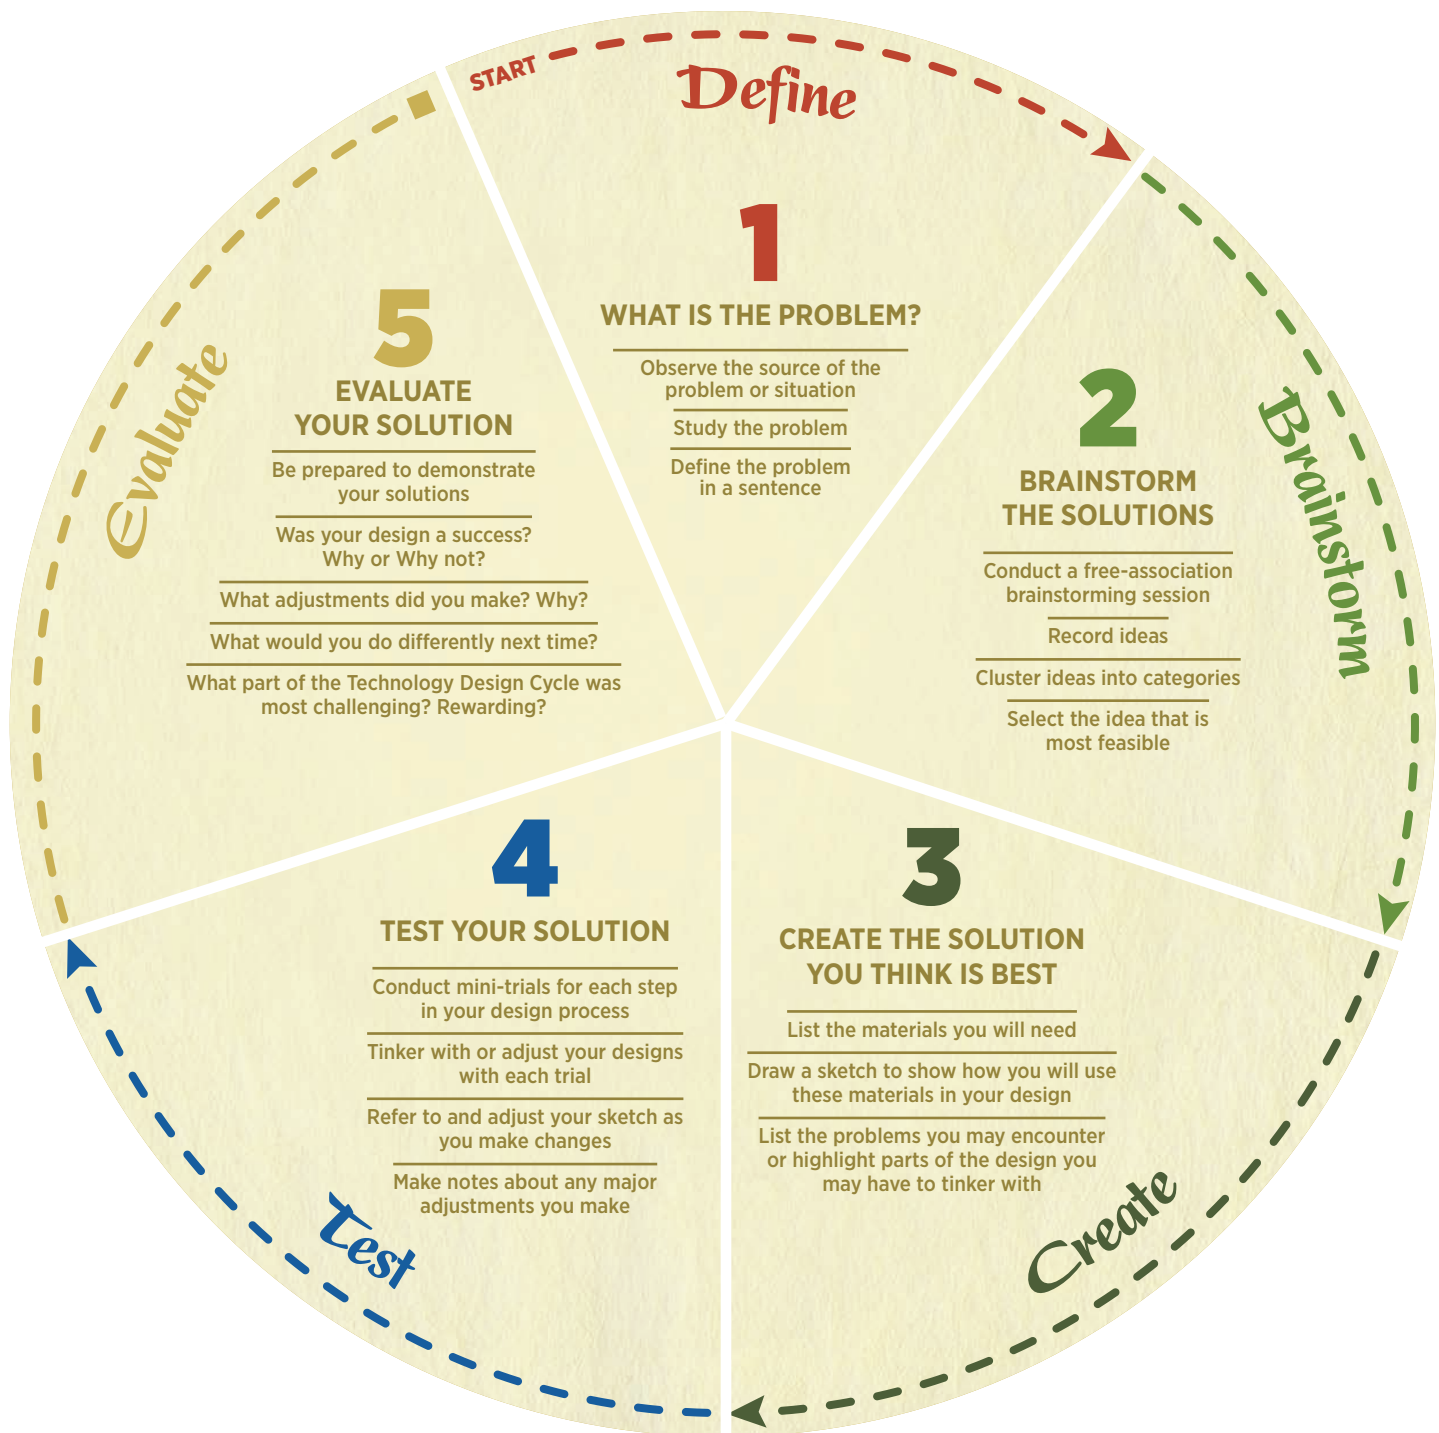 START
Define
1
WHAT IS THE PROBLEM?
Observe the source of the
problem or situation
Study the problem
Define the problem
in a sentence
Brainstorm
2
BRAINSTORM
THE SOLUTIONS
Conduct a free-association
brainstorming session
Record ideas
Cluster ideas into categories
Select the idea that is
most feasible
3
CREATE THE SOLUTION
YOU THINK IS BEST
List the materials you will need
Draw a sketch to show how you will use
these materials in your design
List the problems you may encounter
or highlight parts of the design you
may have to tinker with
Create
4
TEST YOUR SOLUTION
Conduct mini-trials for each step
in your design process
Tinker with or adjust your designs
with each trial
Refer to and adjust your sketch as
you make changes
Make notes about any major
adjustments you make
Test
Evaluate
5
EVALUATE
YOUR SOLUTION
Be prepared to demonstrate
your solutions
Was your design a success?
Why or Why not?
What adjustments did you make? Why?
What would you do differently next time?
What part of the Technology Design Cycle was
most challenging? Rewarding?